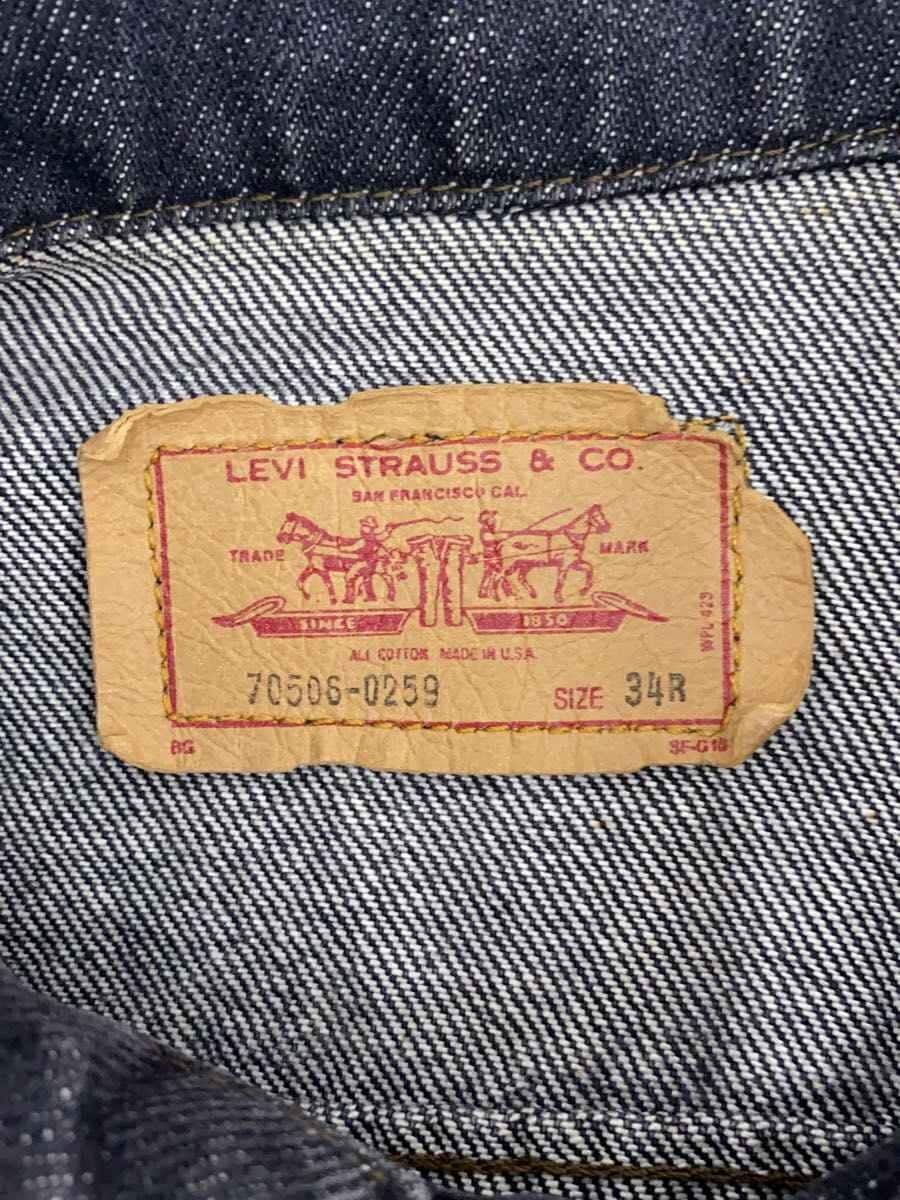 LEVI STRAUSS & CO.
SAN FRANCISCO CAL.
TRADE MARK
SINCE 1850
WPL 423
ALL COTTON MADE IN U.S.A.
70506-0259 SIZE 34R
BG SF-G16